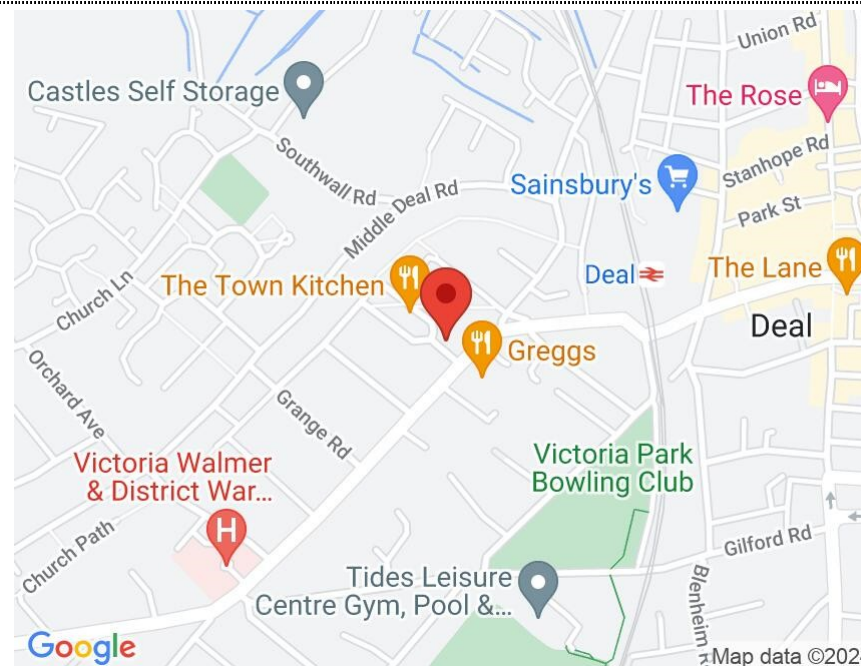 Union Rd
Castles Self Storage
The Rose
Stanhope Rd
Southwall Rd
Middle Deal Rd
Sainsbury's
Park St
Church Ln
The Town Kitchen
Deal
The Lane
Deal
Greggs
Orchard Ave
Grange Rd
Victoria Walmer
& District War...
H
Victoria Park
Bowling Club
Church Path
Gilford Rd
Tides Leisure
Centre Gym, Pool &...
Blenheim R
Google
Map data ©202